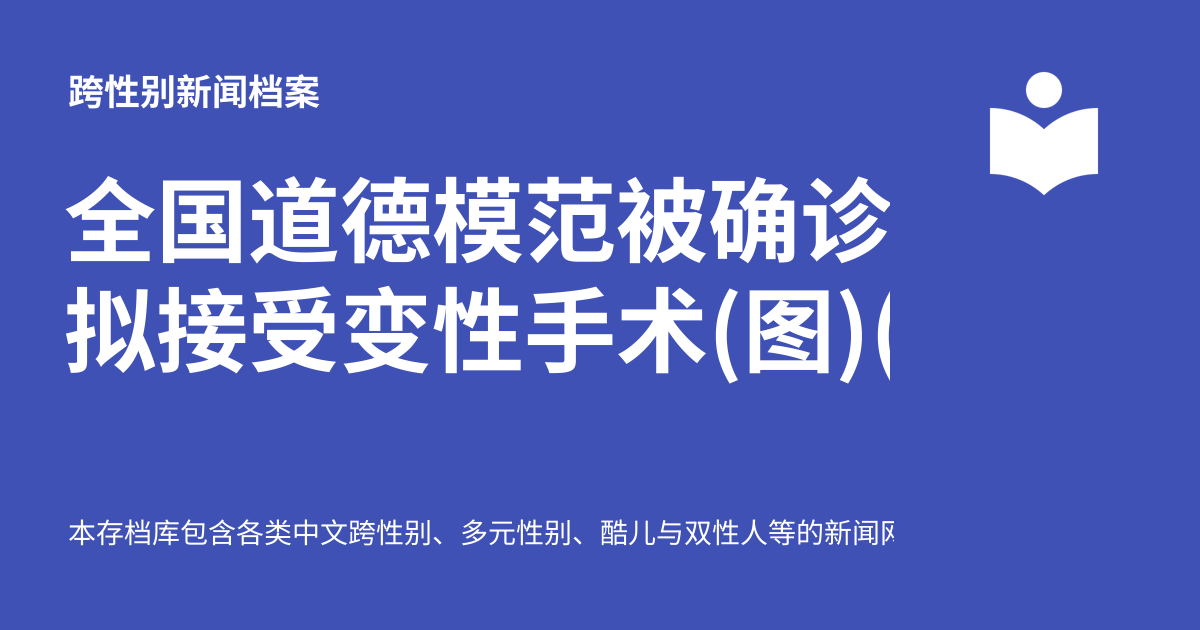 跨性别新闻档案
全国道德模范被确诊
拟接受变性手术(图)(
本存档库包含各类中文跨性别、多元性别、酷儿与双性人等的新闻网